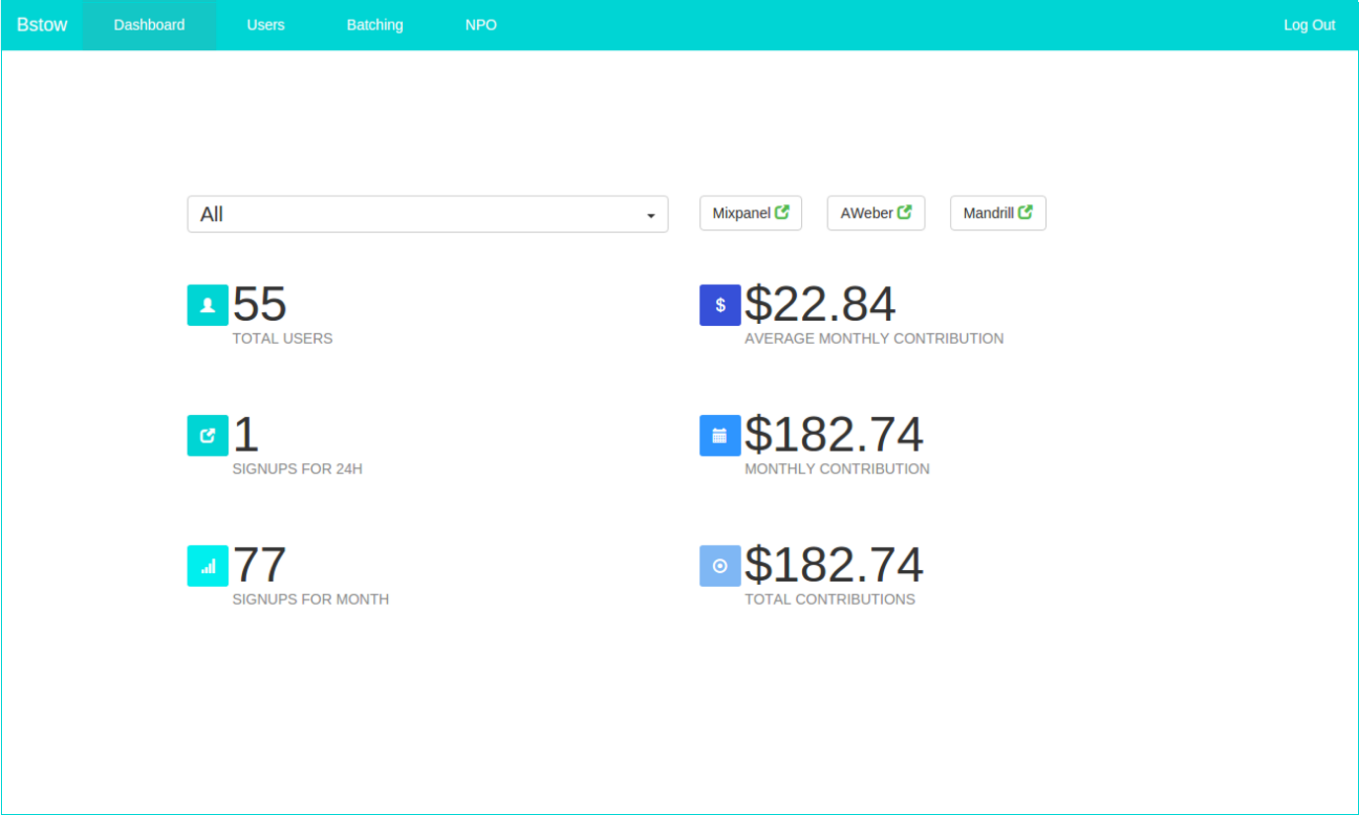 Bstow Dashboard Users Batching NPO Log Out
All Mixpanel AWeber Mandrill
55 $22.84
TOTAL USERS AVERAGE MONTHLY CONTRIBUTION
1 $182.74
SIGNUPS FOR 24H MONTHLY CONTRIBUTION
77 $182.74
SIGNUPS FOR MONTH TOTAL CONTRIBUTIONS